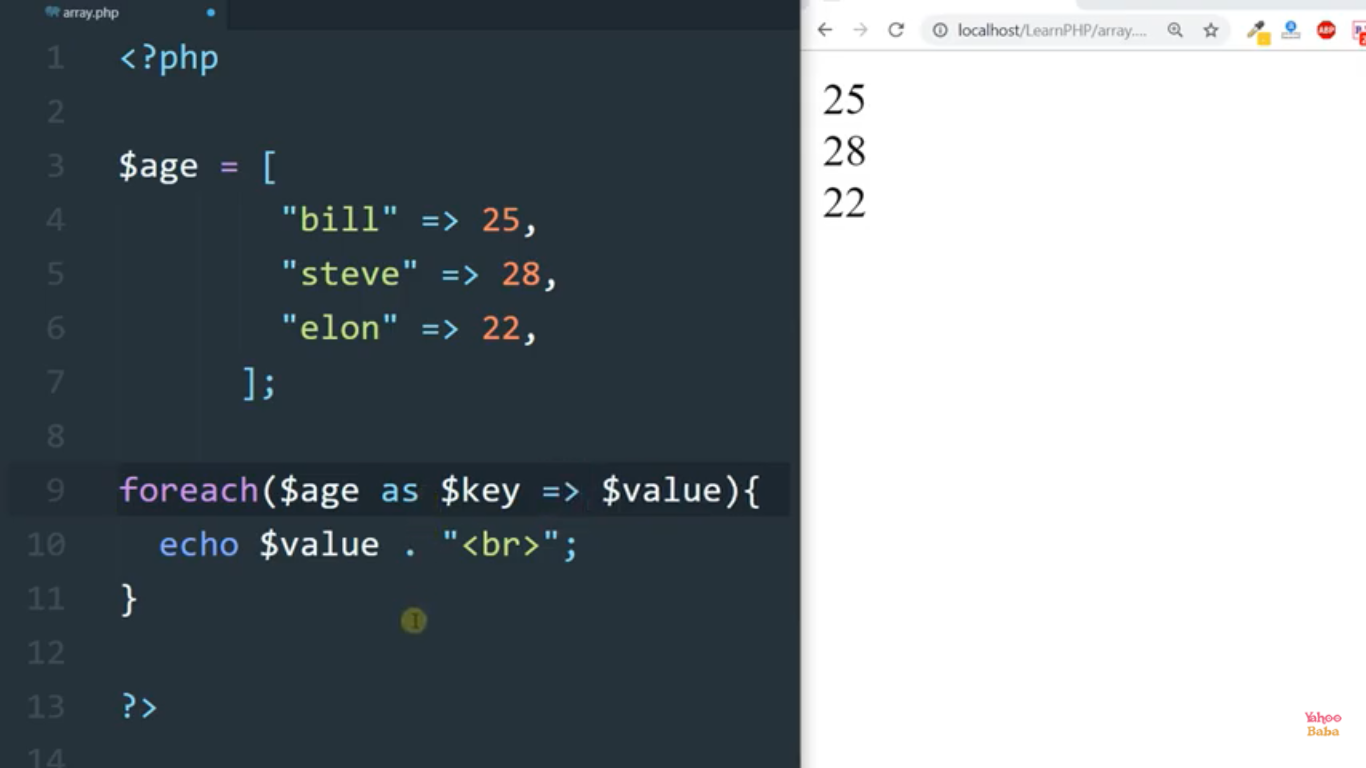 array.php
localhost/LearnPHP/array....
1 <?php
2
3 $age = [
4 "bill" => 25,
5 "steve" => 28,
6 "elon" => 22,
7 ];
8
9 foreach($age as $key => $value){
10 echo $value . "<br>";
11 }
12
13 ?>
14
25
28
22
ABP
Yahoo
Baba